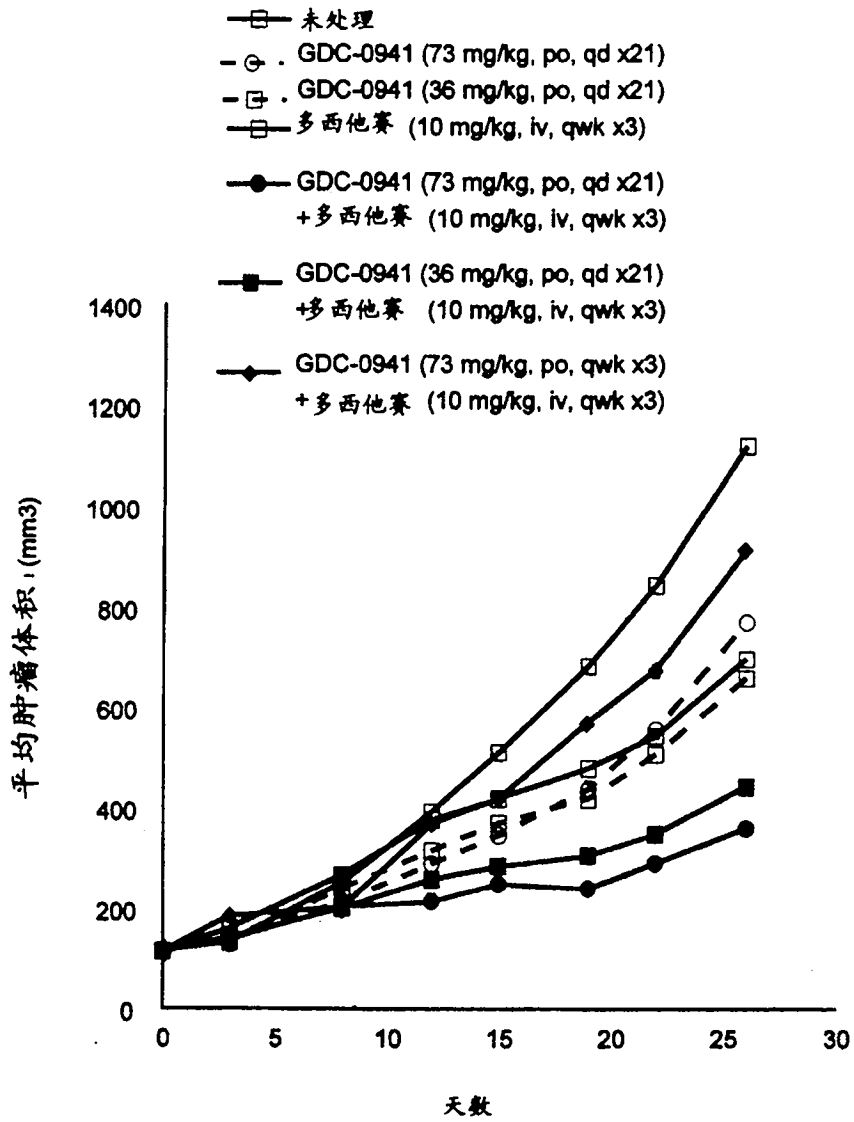 未处理
GDC-0941 (73 mg/kg, po, qd x21)
GDC-0941 (36 mg/kg, po, qd x21)
多西他赛 (10 mg/kg, iv, qwk x3)
GDC-0941 (73 mg/kg, po, qd x21)
+多西他赛 (10 mg/kg, iv, qwk x3)
GDC-0941 (36 mg/kg, po, qd x21)
+多西他赛 (10 mg/kg, iv, qwk x3)
GDC-0941 (73 mg/kg, po, qwk x3)
+多西他赛 (10 mg/kg, iv, qwk x3)
1400
1200
1000
800
600
400
200
0
平均肿瘤体积,(mm3)
0 5 10 15 20 25 30
天数